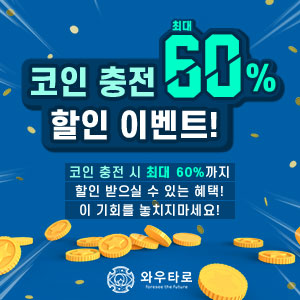 최대
코인 충전 60%
할인 이벤트!
코인 충전 시 최대 60%까지
할인 받으실 수 있는 혜택!
이 기회를 놓치지마세요!
와우타로
foresee the future